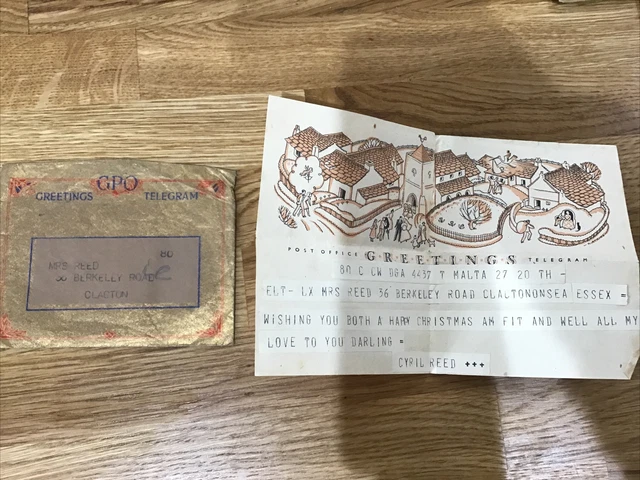 GPO
GREETINGS TELEGRAM
80
MRS REED
36 BERKELEY ROAD
CLACTON
POST OFFICE GREETINGS TELEGRAM
80 C CW DGA 4437 T MALTA 27 20 TH -
ELT- LX MRS REED 36 BERKELEY ROAD CLACTONONSEA ESSEX =
WISHING YOU BOTH A HAPPY CHRISTMAS AM FIT AND WELL ALL MY
LOVE TO YOU DARLING =
CYRIL REED +++